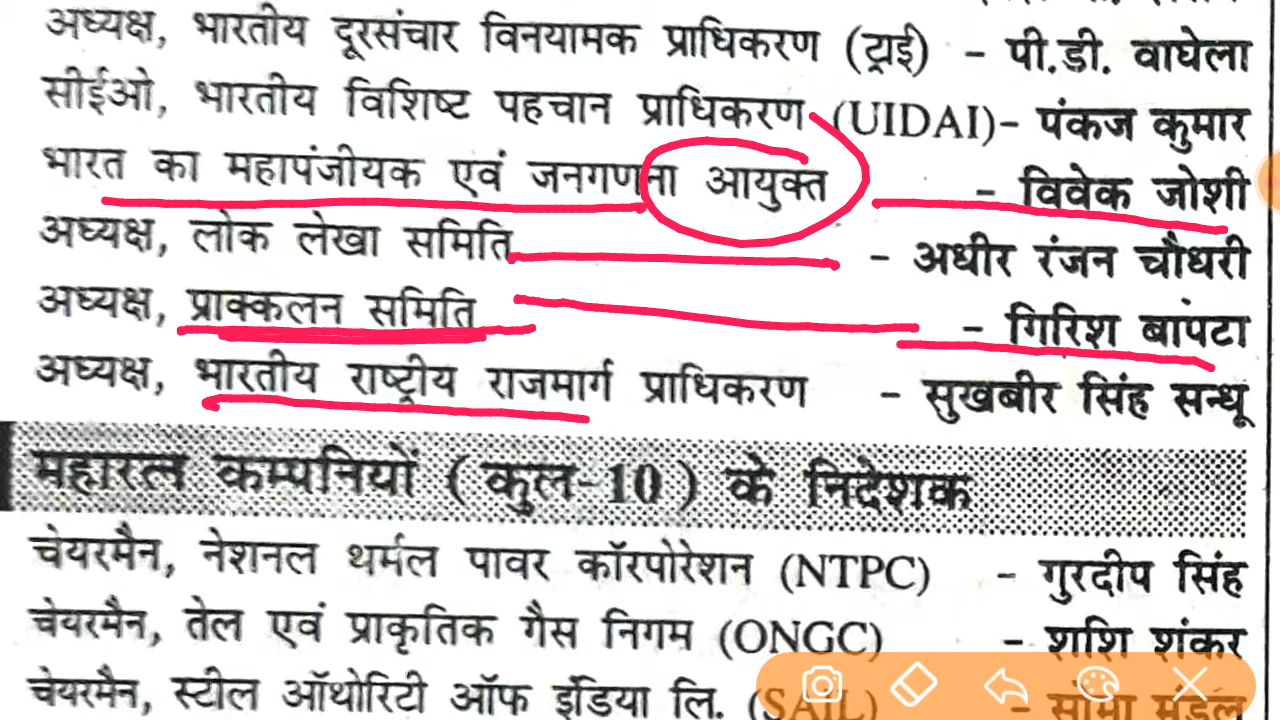 अध्यक्ष, भारतीय दूरसंचार विनयामक प्राधिकरण (ट्राई) - पी.डी. वाघेला
सीईओ, भारतीय विशिष्ट पहचान प्राधिकरण (UIDAI)- पंकज कुमार
भारत का महापंजीयक एवं जनगणना आयुक्त - विवेक जोशी
अध्यक्ष, लोक लेखा समिति - अधीर रंजन चौधरी
अध्यक्ष, प्राक्कलन समिति - गिरिश बापटा
अध्यक्ष, भारतीय राष्ट्रीय राजमार्ग प्राधिकरण - सुखबीर सिंह सन्धू
महारत्न कम्पनियों (कुल-10) के निदेशक
चेयरमैन, नेशनल थर्मल पावर कॉरपोरेशन (NTPC) - गुरदीप सिंह
चेयरमैन, तेल एवं प्राकृतिक गैस निगम (ONGC) - शशि शंकर
चेयरमैन, स्टील ऑथोरिटी ऑफ इंडिया लि. (SAIL) - सोमा मंडल